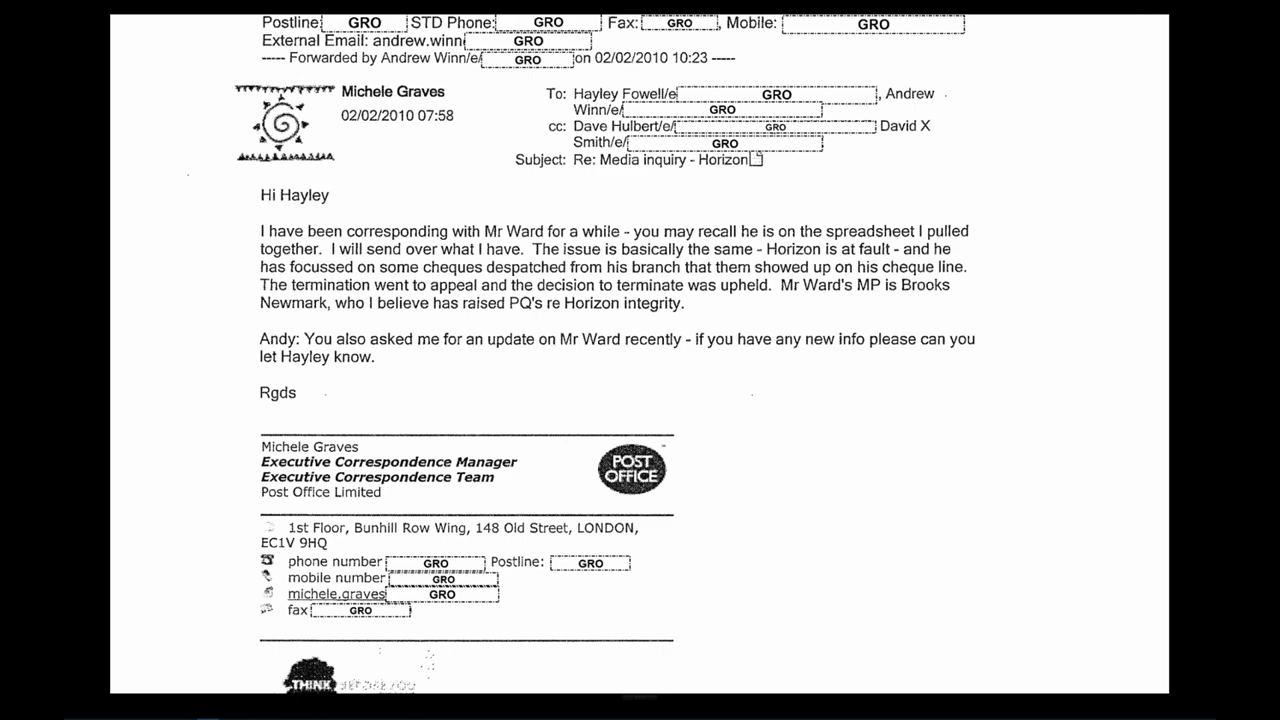 Postline: GRO STD Phone: GRO Fax: GRO , Mobile: GRO
External Email: andrew.winn GRO
----- Forwarded by Andrew Winn/e/ GRO on 02/02/2010 10:23 -----
Michele Graves
02/02/2010 07:58
To: Hayley Fowell/e GRO , Andrew
Winn/e/ GRO
cc: Dave Hulbert/e/ GRO David X
Smith/e/ GRO
Subject: Re: Media inquiry - Horizon
Hi Hayley
I have been corresponding with Mr Ward for a while - you may recall he is on the spreadsheet I pulled
together. I will send over what I have. The issue is basically the same - Horizon is at fault - and he
has focussed on some cheques despatched from his branch that them showed up on his cheque line.
The termination went to appeal and the decision to terminate was upheld. Mr Ward's MP is Brooks
Newmark, who I believe has raised PQ's re Horizon integrity.
Andy: You also asked me for an update on Mr Ward recently - if you have any new info please can you
let Hayley know.
Rgds
Michele Graves
Executive Correspondence Manager
Executive Correspondence Team
Post Office Limited
POST
OFFICE
1st Floor, Bunhill Row Wing, 148 Old Street, LONDON,
EC1V 9HQ
phone number GRO Postline: GRO
mobile number GRO
michele.graves GRO
fax GRO
THINK